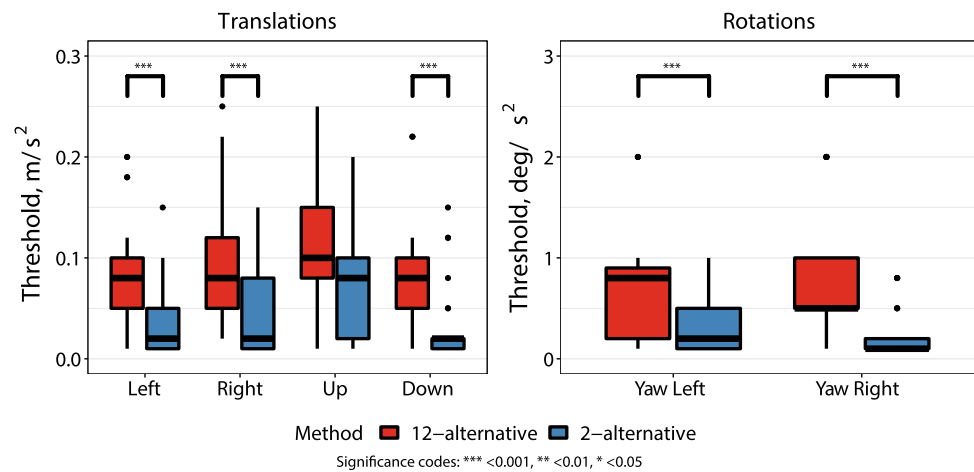 Translations
Rotations
Threshold, m/ s²
0.3
0.2
0.1
0.0
***
***
***
Left
Right
Up
Down
Threshold, deg/ s²
3
2
1
0
***
***
Yaw Left
Yaw Right
Method 12−alternative 2−alternative
Significance codes: *** <0.001, ** <0.01, * <0.05